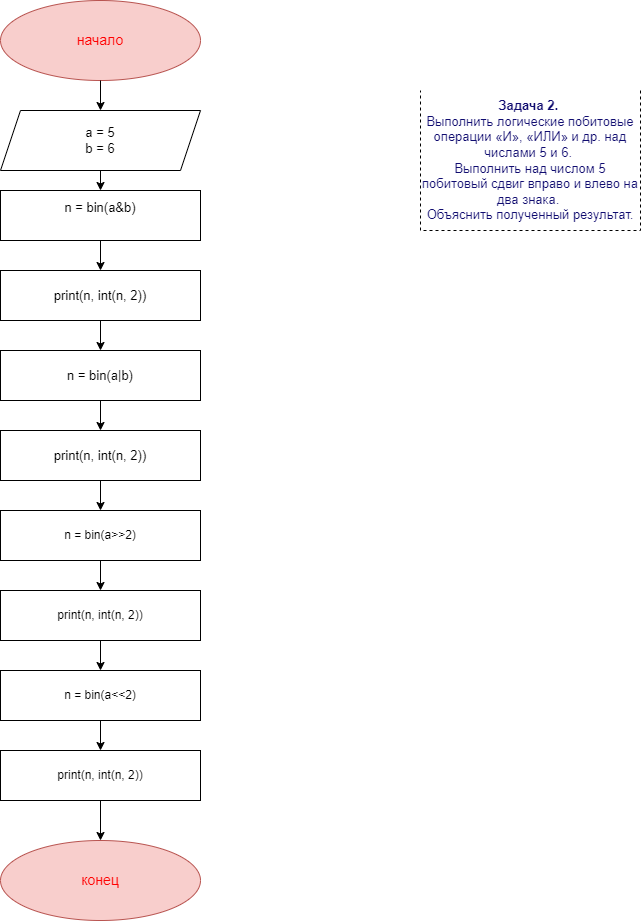 начало
a = 5
b = 6
n = bin(a&b)
print(n, int(n, 2))
n = bin(a|b)
print(n, int(n, 2))
n = bin(a>>2)
print(n, int(n, 2))
n = bin(a<<2)
print(n, int(n, 2))
конец
Задача 2.
Выполнить логические побитовые
операции «И», «ИЛИ» и др. над
числами 5 и 6.
Выполнить над числом 5
побитовый сдвиг вправо и влево на
два знака.
Объяснить полученный результат.